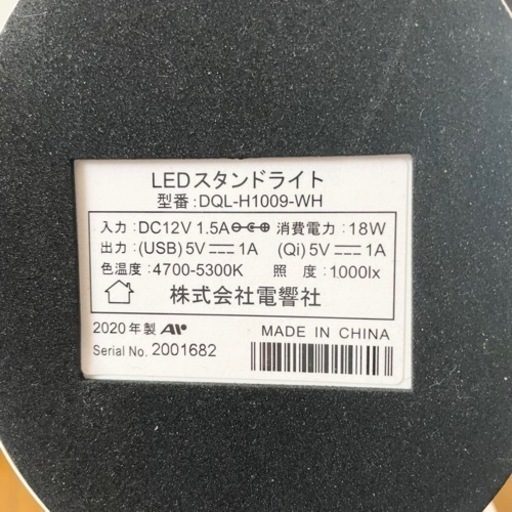 LEDスタンドライト
型番:DQL-H1009-WH
入力:DC12V 1.5A 消費電力:18W
出力:(USB)5V⎓1A (Qi)5V⎓1A
色温度:4700-5300K 照 度:1000lx
株式会社電響社
2020年製 MADE IN CHINA
Serial No. 2001682